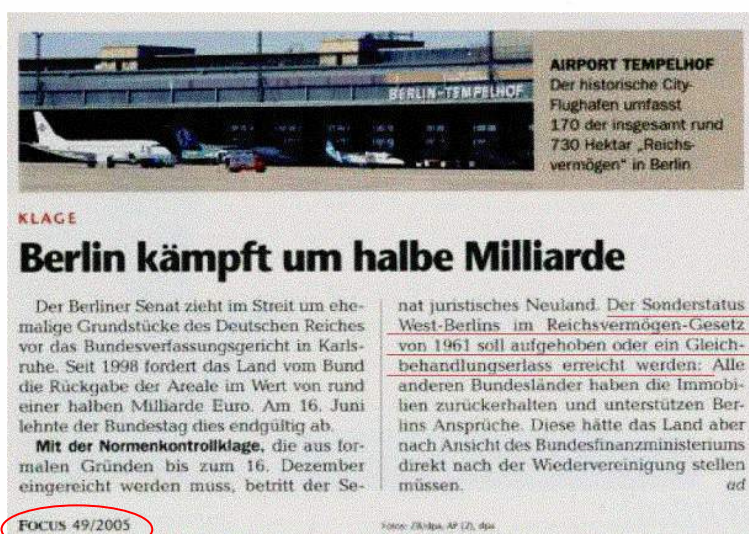 BERLIN-TEMPELHOF
AIRPORT TEMPELHOF
Der historische City-
Flughafen umfasst
170 der insgesamt rund
730 Hektar „Reichs-
vermögen“ in Berlin
KLAGE
Berlin kämpft um halbe Milliarde
Der Berliner Senat zieht im Streit um ehe-
malige Grundstücke des Deutschen Reiches
vor das Bundesverfassungsgericht in Karls-
ruhe. Seit 1998 fordert das Land vom Bund
die Rückgabe der Areale im Wert von rund
einer halben Milliarde Euro. Am 16. Juni
lehnte der Bundestag dies endgültig ab.
Mit der Normenkontrollklage, die aus for-
malen Gründen bis zum 16. Dezember
eingereicht werden muss, betritt der Se-
nat juristisches Neuland. Der Sonderstatus
West-Berlins im Reichsvermögen-Gesetz
von 1961 soll aufgehoben oder ein Gleich-
behandlungserlass erreicht werden: Alle
anderen Bundesländer haben die Immobi-
lien zurückerhalten und unterstützen Ber-
lins Ansprüche. Diese hätte das Land aber
nach Ansicht des Bundesfinanzministeriums
direkt nach der Wiedervereinigung stellen
müssen. ad
FOCUS 49/2005
Fotos: AP (2), dpa